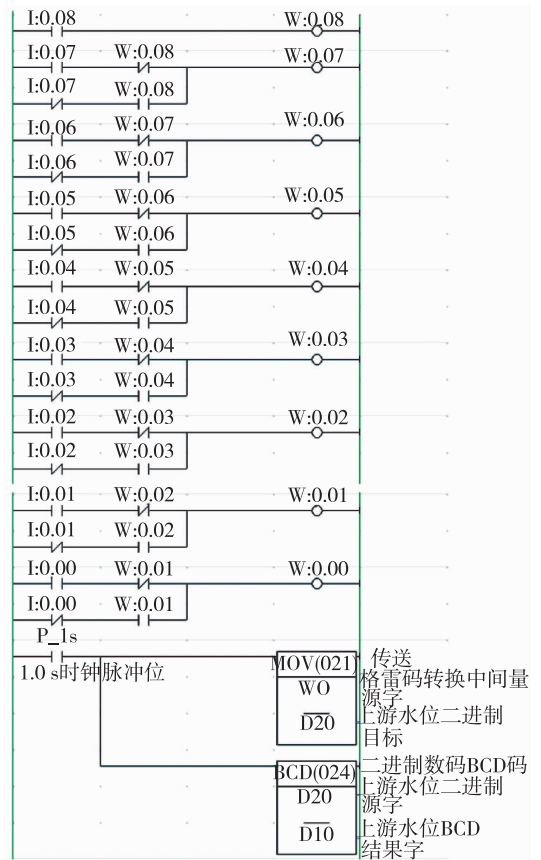 I:0.08 W:0.08
I:0.07 W:0.08 W:0.07
I:0.07 W:0.08
I:0.06 W:0.07 W:0.06
I:0.06 W:0.07
I:0.05 W:0.06 W:0.05
I:0.05 W:0.06
I:0.04 W:0.05 W:0.04
I:0.04 W:0.05
I:0.03 W:0.04 W:0.03
I:0.03 W:0.04
I:0.02 W:0.03 W:0.02
I:0.02 W:0.03
I:0.01 W:0.02 W:0.01
I:0.01 W:0.02
I:0.00 W:0.01 W:0.00
I:0.00 W:0.01
P_1s
1.0 s时钟脉冲位
MOV(021) 传送
格雷码转换中间量
W0
源字
上游水位二进制
D20
目标
BCD(024) 二进制数码BCD码
上游水位二进制
D20
源字
上游水位BCD
D10
结果字